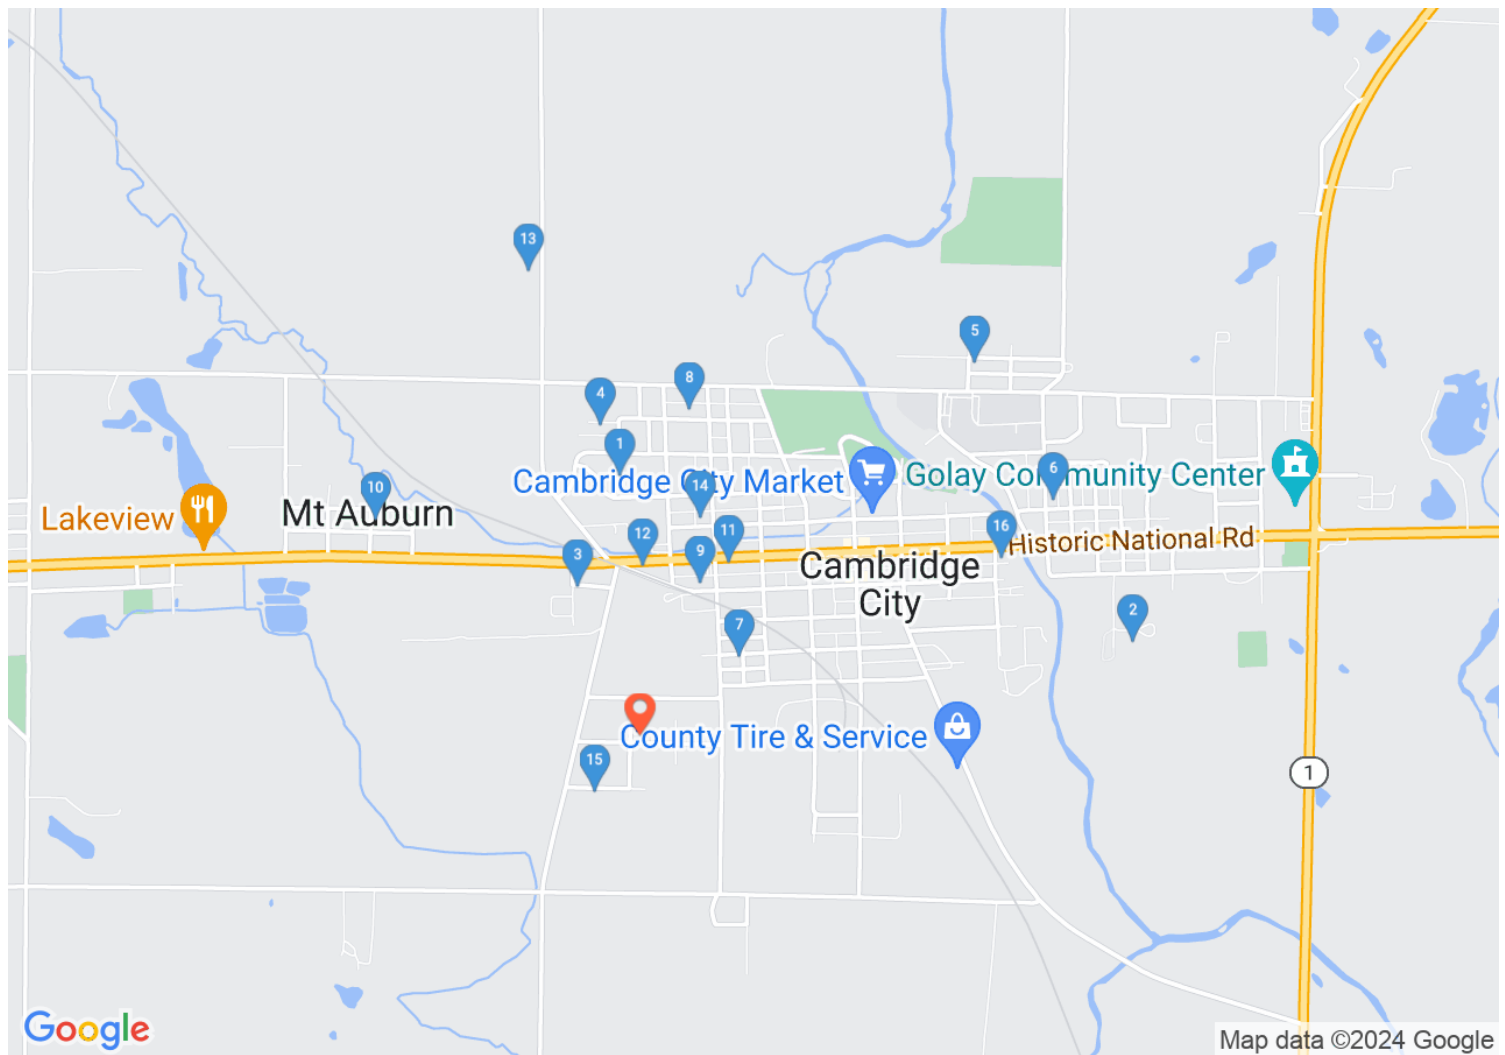 13
5
8
4
1
6
Cambridge City Market
Golay Community Center
14
10
Lakeview
Mt Auburn
16
11
12
Historic National Rd
9
3
Cambridge
City
2
7
County Tire & Service
15
1
Google
Map data ©2024 Google